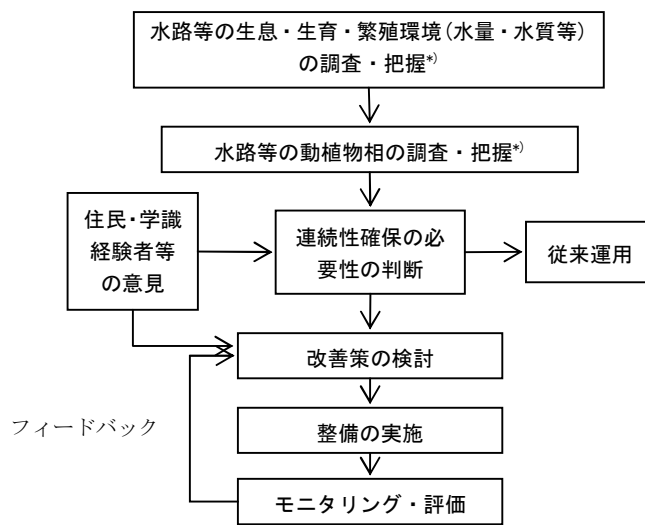 水路等の生息・生育・繁殖環境(水量・水質等)
の調査・把握*)
水路等の動植物相の調査・把握*)
住民・学識
経験者等
の意見
連続性確保の必
要性の判断
従来運用
改善策の検討
フィードバック
整備の実施
モニタリング・評価